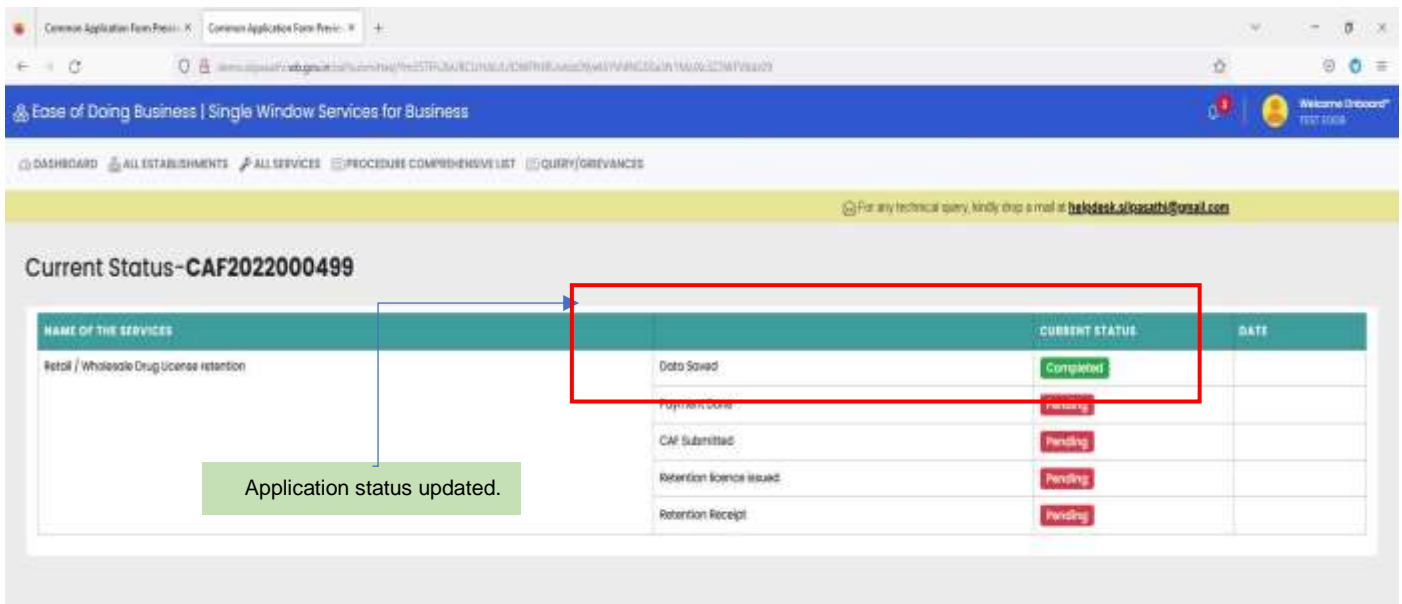 Common Application Form Previ X Common Application Form Previ X +
Ease of Doing Business | Single Window Services for Business
3
Welcome Onboard"
DASHBOARD ALL ESTABLISHMENTS ALL SERVICES PROCEDURE COMPREHENSIVE LIST QUERY/GRIEVANCES
For any technical query, kindly drop a mail at helpdesk.silpasathi@gmail.com
Current Status-CAF2022000499
NAME OF THE SERVICES CURRENT STATUS DATE
Retail / Wholesale Drug License retention Data Saved Completed
Payment Done Pending
CAF Submitted Pending
Retention licence issued Pending
Retention Receipt Pending
Application status updated.